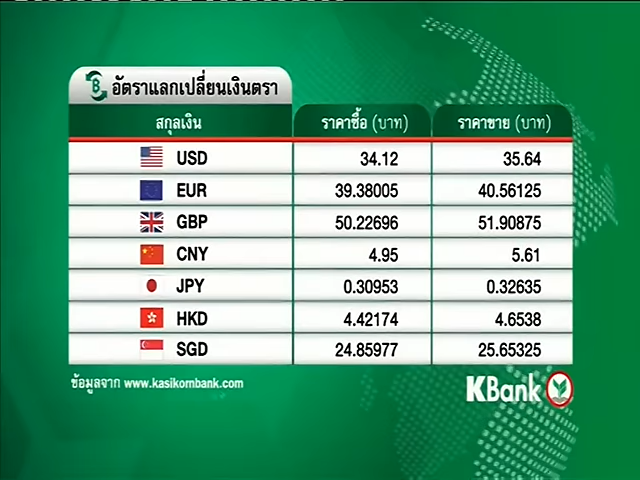 อัตราแลกเปลี่ยนเงินตรา
สกุลเงิน ราคาซื้อ (บาท) ราคาขาย (บาท)
USD 34.12 35.64
EUR 39.38005 40.56125
GBP 50.22696 51.90875
CNY 4.95 5.61
JPY 0.30953 0.32635
HKD 4.42174 4.6538
SGD 24.85977 25.65325
ข้อมูลจาก www.kasikornbank.com
KBank